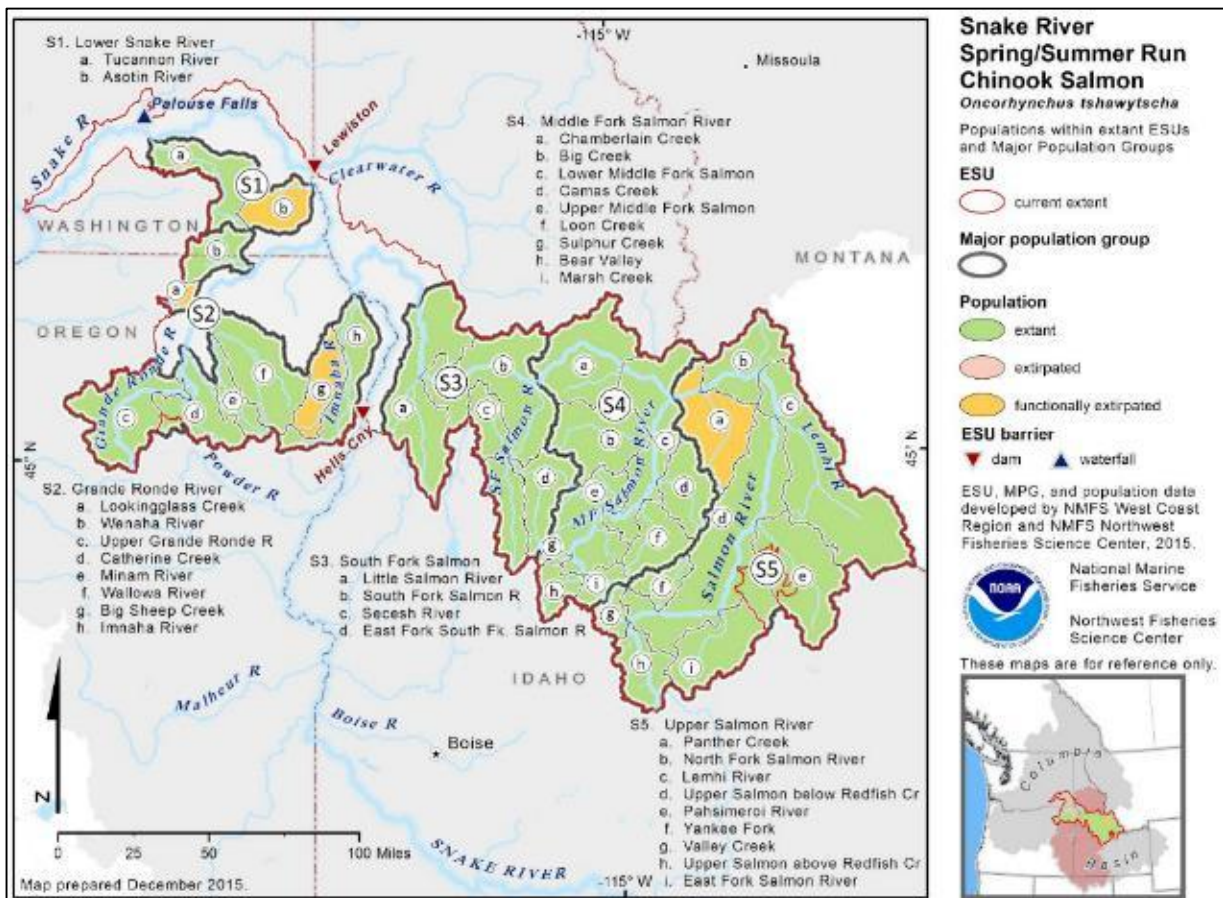 S1. Lower Snake River
a. Tucannon River
b. Asotin River
Palouse Falls
Snake R
Lewiston
Clearwater R
-115° W
Missoula
S4. Middle Fork Salmon River
a. Chamberlain Creek
b. Big Creek
c. Lower Middle Fork Salmon
d. Camas Creek
e. Upper Middle Fork Salmon
f. Loon Creek
g. Sulphur Creek
h. Bear Valley
i. Marsh Creek
WASHINGTON
OREGON
MONTANA
IDAHO
a
S1
b
b
a
S2
c
d
e
f
g
h
Grande Ronde R
Imnaha R
Hells Cny
Powder R
45° N
a
S3
b
c
d
SF Salmon R
a
S4
b
c
d
e
f
g
h
i
MF Salmon River
a
b
c
d
S5
e
f
g
h
i
Lemhi R
Salmon River
45° N
S2. Grande Ronde River
a. Lookingglass Creek
b. Wenaha River
c. Upper Grande Ronde R
d. Catherine Creek
e. Minam River
f. Wallowa River
g. Big Sheep Creek
h. Imnaha River
S3. South Fork Salmon
a. Little Salmon River
b. South Fork Salmon R
c. Secesh River
d. East Fork South Fk. Salmon R
Malheur R
Boise R
Boise
SNAKE RIVER
S5. Upper Salmon River
a. Panther Creek
b. North Fork Salmon River
c. Lemhi River
d. Upper Salmon below Redfish Cr
e. Pahsimeroi River
f. Yankee Fork
g. Valley Creek
h. Upper Salmon above Redfish Cr
i. East Fork Salmon River
-115° W
N
0 25 50 100 Miles
Map prepared December 2015.
Snake River
Spring/Summer Run
Chinook Salmon
Oncorhynchus tshawytscha
Populations within extant ESUs
and Major Population Groups
ESU
current extent
Major population group
Population
extant
extirpated
functionally extirpated
ESU barrier
dam
waterfall
ESU, MPG, and population data
developed by NMFS West Coast
Region and NMFS Northwest
Fisheries Science Center, 2015.
NOAA
National Marine
Fisheries Service
Northwest Fisheries
Science Center
These maps are for reference only.
Columbia
Basin